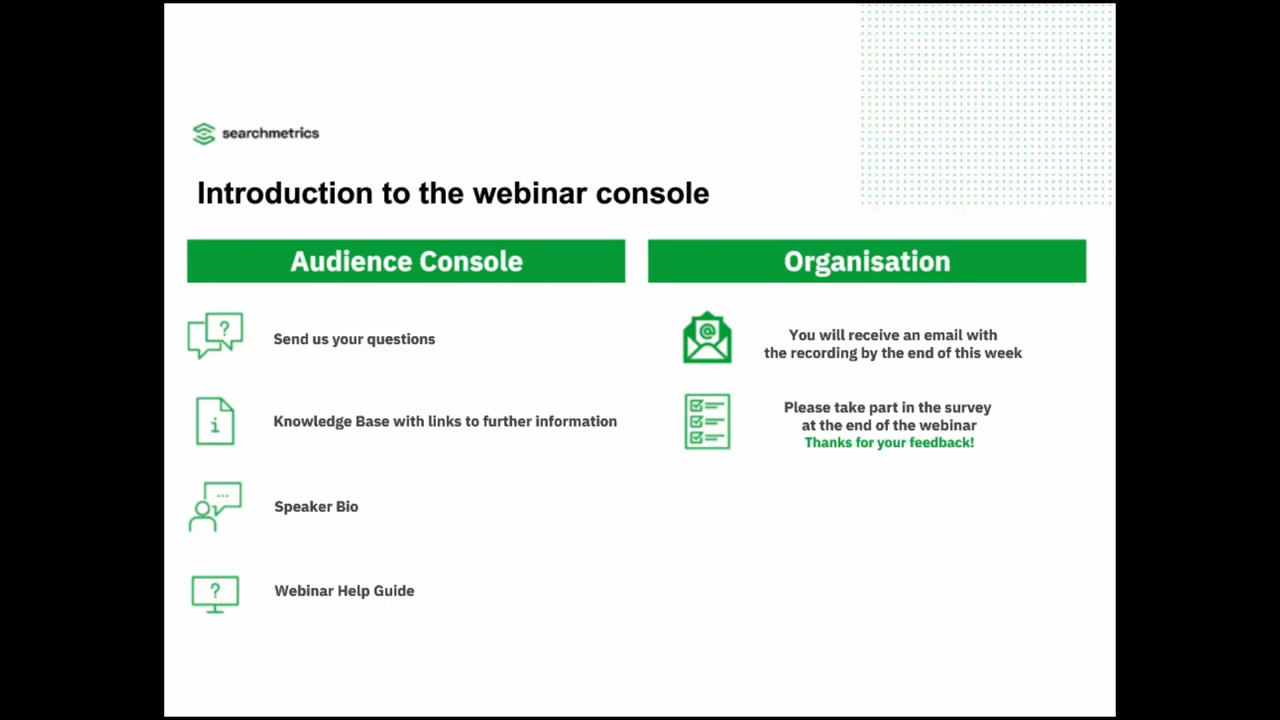 searchmetrics
Introduction to the webinar console
Audience Console
Send us your questions
Knowledge Base with links to further information
Speaker Bio
Webinar Help Guide
Organisation
You will receive an email with
the recording by the end of this week
Please take part in the survey
at the end of the webinar
Thanks for your feedback!